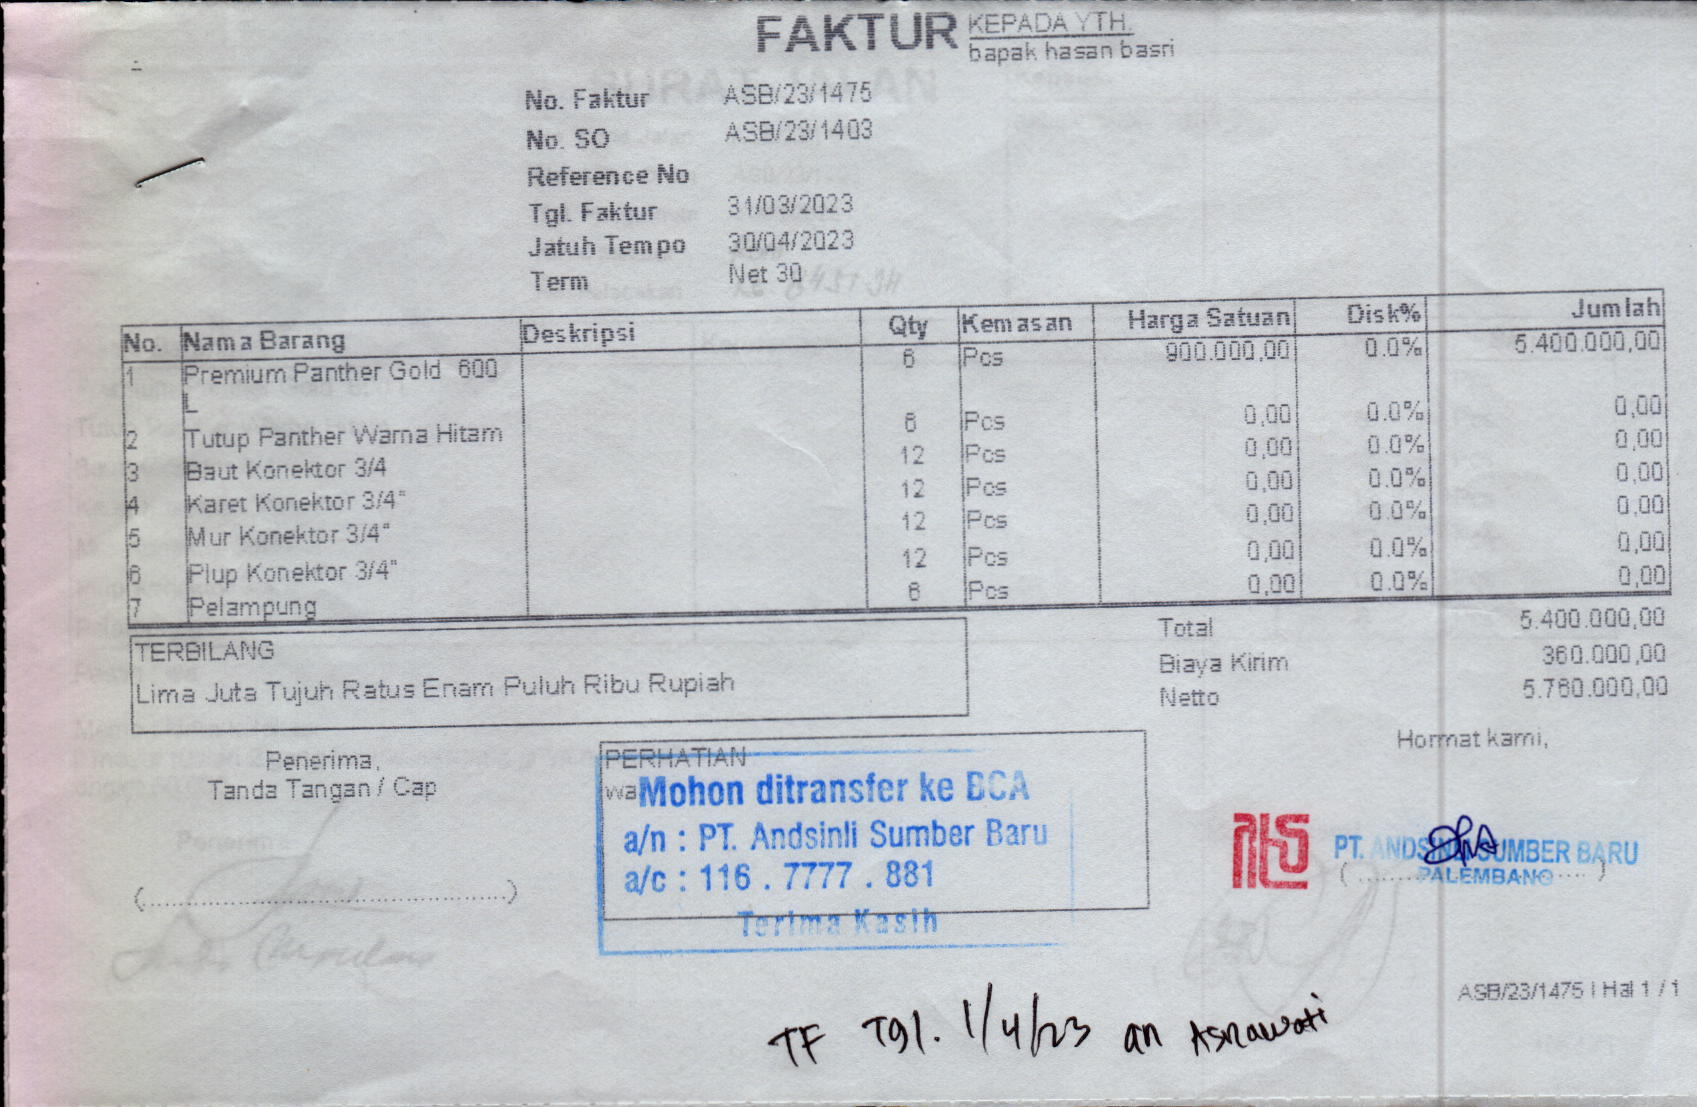 FAKTUR
KEPADA YTH.
bapak hasan basri
No. Faktur ASB/23/1475
No. SO ASB/23/1403
Reference No
Tgl. Faktur 31/03/2023
Jatuh Tempo 30/04/2023
Term Net 30
No. Nama Barang Deskripsi Qty Kemasan Harga Satuan Disk% Jumlah
1 Premium Panther Gold 600 6 Pcs 900.000,00 0.0% 5.400.000,00
L
2 Tutup Panther Warna Hitam 6 Pcs 0,00 0.0% 0,00
3 Baut Konektor 3/4 12 Pcs 0,00 0.0% 0,00
4 Karet Konektor 3/4" 12 Pcs 0,00 0.0% 0,00
5 Mur Konektor 3/4" 12 Pcs 0,00 0.0% 0,00
6 Plup Konektor 3/4" 12 Pcs 0,00 0.0% 0,00
7 Pelampung 6 Pcs 0,00 0.0% 0,00
Total 5.400.000,00
Biaya Kirim 360.000,00
Netto 5.760.000,00
TERBILANG
Lima Juta Tujuh Ratus Enam Puluh Ribu Rupiah
Penerima,
Tanda Tangan / Cap
(....................................................)
PERHATIAN
wa
Mohon ditransfer ke BCA
a/n : PT. Andsinli Sumber Baru
a/c : 116 . 7777 . 881
Terima Kasih
Hormat kami,
PT. ANDSINLI SUMBER BARU
PALEMBANG
ASB/23/1475 | Hal 1 / 1
TF Tgl. 1/4/23 an Asnawati